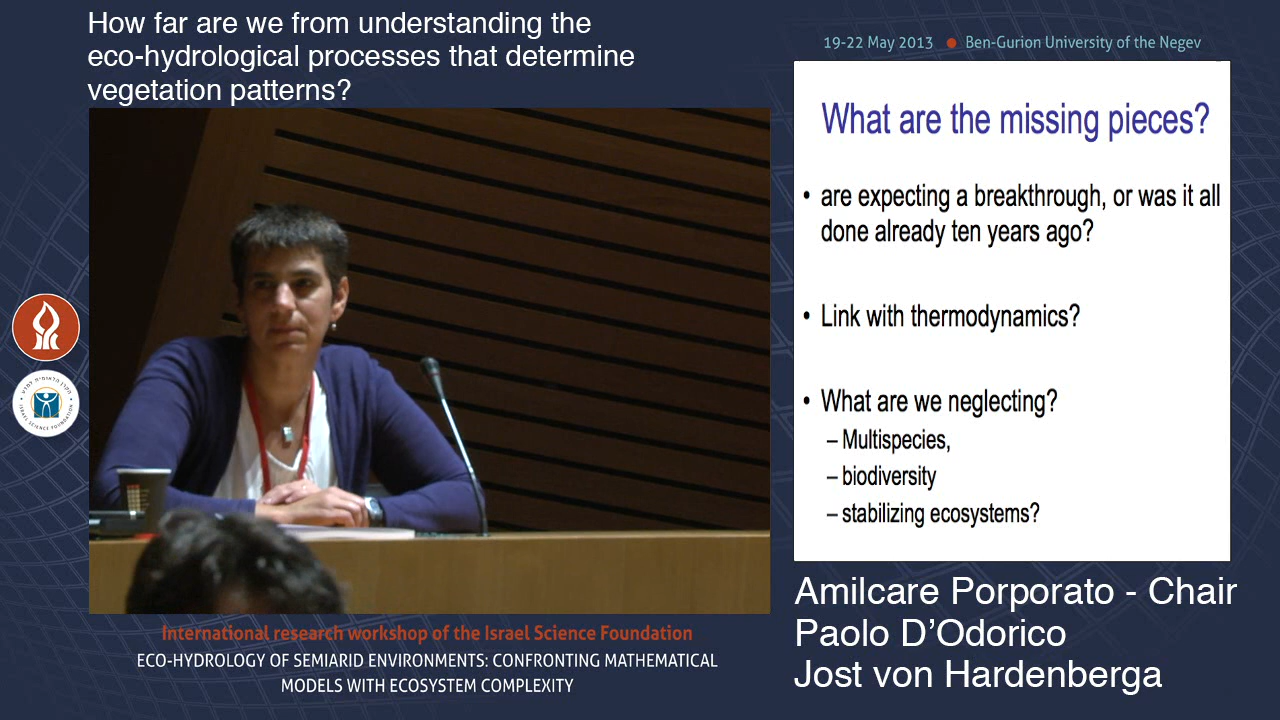 How far are we from understanding the
eco-hydrological processes that determine
vegetation patterns?
19-22 May 2013 ● Ben-Gurion University of the Negev
What are the missing pieces?
• are expecting a breakthrough, or was it all
done already ten years ago?
• Link with thermodynamics?
• What are we neglecting?
– Multispecies,
– biodiversity
– stabilizing ecosystems?
ISRAEL SCIENCE FOUNDATION
Amilcare Porporato - Chair
Paolo D’Odorico
Jost von Hardenberga
International research workshop of the Israel Science Foundation
ECO-HYDROLOGY OF SEMIARID ENVIRONMENTS: CONFRONTING MATHEMATICAL
MODELS WITH ECOSYSTEM COMPLEXITY